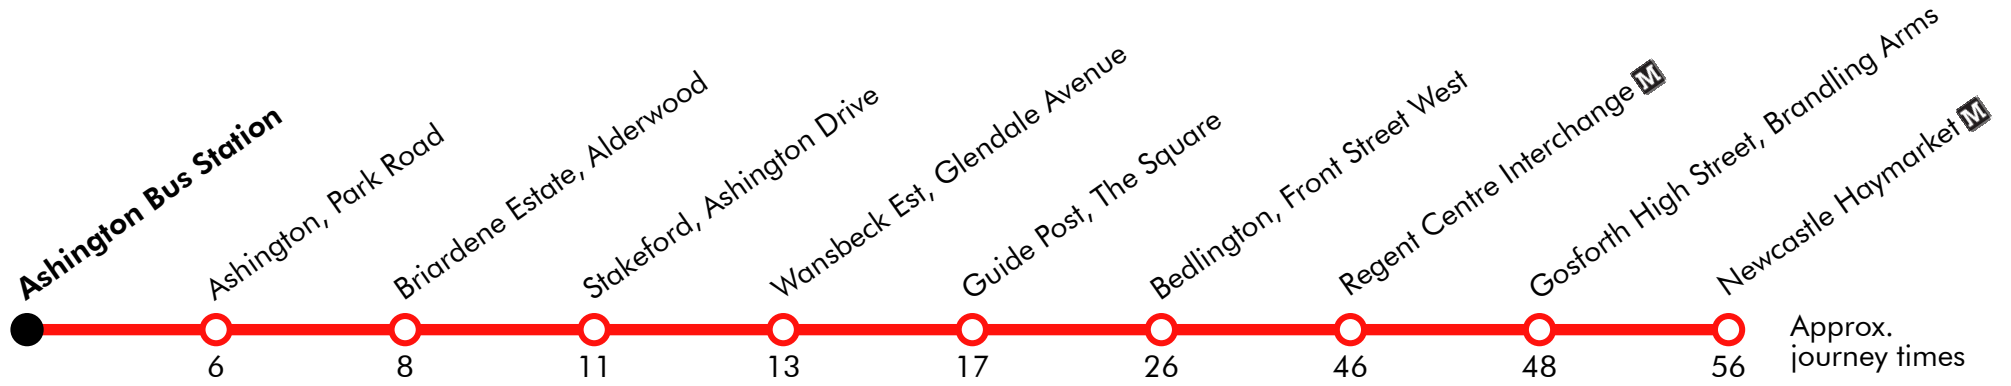 Ashington Bus Station
Ashington, Park Road
Briardene Estate, Alderwood
Stakeford, Ashington Drive
Wansbeck Est, Glendale Avenue
Guide Post, The Square
Bedlington, Front Street West
Regent Centre Interchange M
Gosforth High Street, Brandling Arms
Newcastle Haymarket M
6 8 11 13 17 26 46 48 56
Approx.
journey times